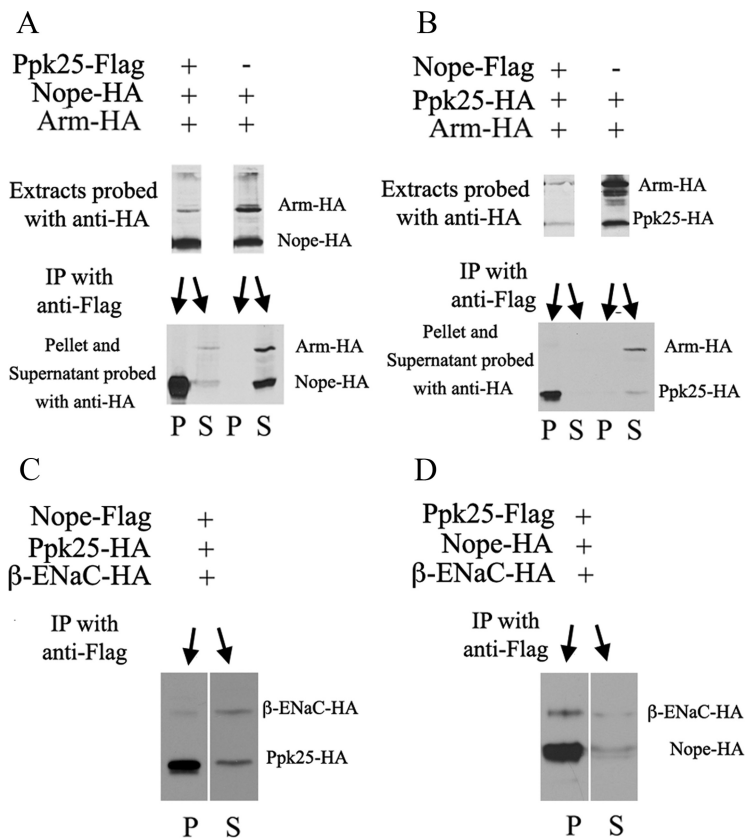 A
Ppk25-Flag + -
Nope-HA + +
Arm-HA + +
Extracts probed
with anti-HA
Arm-HA
Nope-HA
IP with
anti-Flag
Pellet and
Supernatant probed
with anti-HA
Arm-HA
Nope-HA
P S P S
B
Nope-Flag + -
Ppk25-HA + +
Arm-HA + +
Extracts probed
with anti-HA
Arm-HA
Ppk25-HA
IP with
anti-Flag
-
Pellet and
Supernatant probed
with anti-HA
Arm-HA
Ppk25-HA
P S P S
C
Nope-Flag +
Ppk25-HA +
β-ENaC-HA +
IP with
anti-Flag
β-ENaC-HA
Ppk25-HA
P S
D
Ppk25-Flag +
Nope-HA +
β-ENaC-HA +
IP with
anti-Flag
β-ENaC-HA
Nope-HA
P S